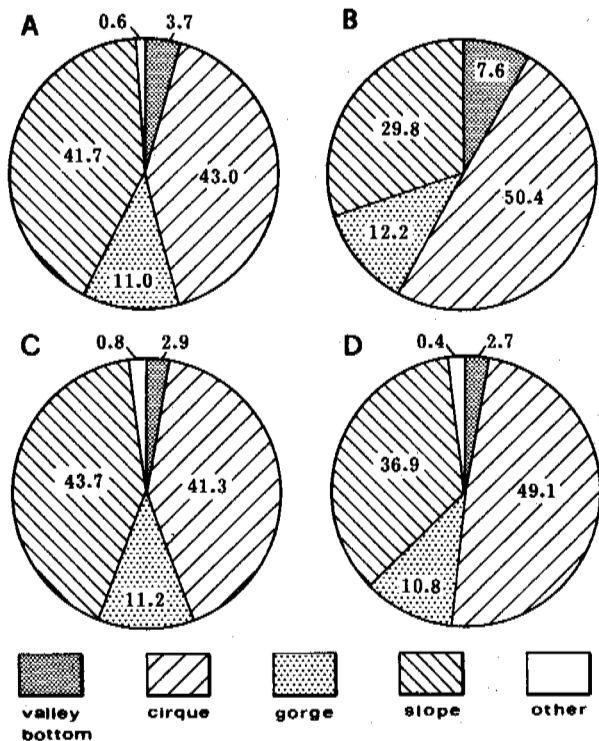 A
0.6 3.7
41.7
43.0
11.0
B
7.6
29.8
50.4
12.2
C
0.8 2.9
43.7
41.3
11.2
D
0.4 2.7
36.9
49.1
10.8
valley bottom
cirque
gorge
slope
other